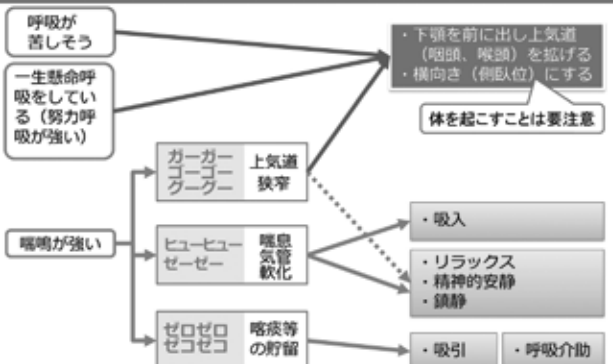 呼吸が
苦しそう
一生懸命呼
吸をしてい
る（努力呼
吸が強い）
喘鳴が強い
ガーガー
ゴーゴー
グーグー
上気道
狭窄
ヒューヒュー
ゼーゼー
喘息
気管
軟化
ゼロゼロ
ゼコゼコ
喀痰等
の貯留
・下顎を前に出し上気道
（咽頭、喉頭）を拡げる
・横向き（側臥位）にする
体を起こすことは要注意
・吸入
・リラックス
・精神的安静
・鎮静
・吸引
・呼吸介助